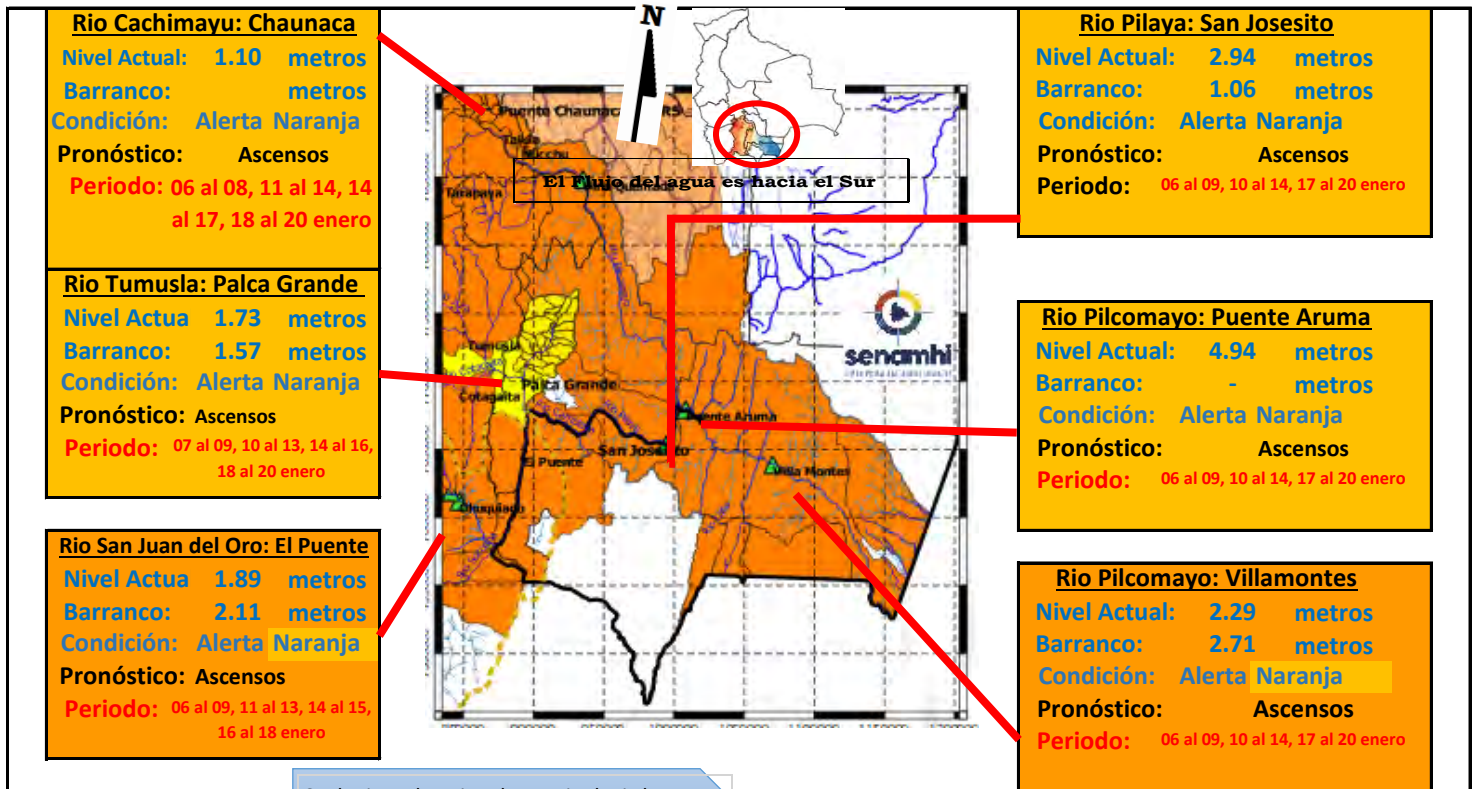 Rio Cachimayu: Chaunaca
Nivel Actual: 1.10 metros
Barranco: metros
Condición: Alerta Naranja
Pronóstico: Ascensos
Periodo: 06 al 08, 11 al 14, 14
al 17, 18 al 20 enero
Rio Tumusla: Palca Grande
Nivel Actua 1.73 metros
Barranco: 1.57 metros
Condición: Alerta Naranja
Pronóstico: Ascensos
Periodo: 07 al 09, 10 al 13, 14 al 16,
18 al 20 enero
Rio San Juan del Oro: El Puente
Nivel Actua 1.89 metros
Barranco: 2.11 metros
Condición: Alerta Naranja
Pronóstico: Ascensos
Periodo: 06 al 09, 11 al 13, 14 al 15,
16 al 18 enero
N
Puente Chaunaca
El Flujo del agua es hacia el Sur
Tarapaya
senamhi
Tumusla
Palca Grande
Cotagaita
Puente Aruma
El Puente
San Josesito
Villa Montes
Chuquiago
Rio Pilaya: San Josesito
Nivel Actual: 2.94 metros
Barranco: 1.06 metros
Condición: Alerta Naranja
Pronóstico: Ascensos
Periodo: 06 al 09, 10 al 14, 17 al 20 enero
Rio Pilcomayo: Puente Aruma
Nivel Actual: 4.94 metros
Barranco: - metros
Condición: Alerta Naranja
Pronóstico: Ascensos
Periodo: 06 al 09, 10 al 14, 17 al 20 enero
Rio Pilcomayo: Villamontes
Nivel Actual: 2.29 metros
Barranco: 2.71 metros
Condición: Alerta Naranja
Pronóstico: Ascensos
Periodo: 06 al 09, 10 al 14, 17 al 20 enero